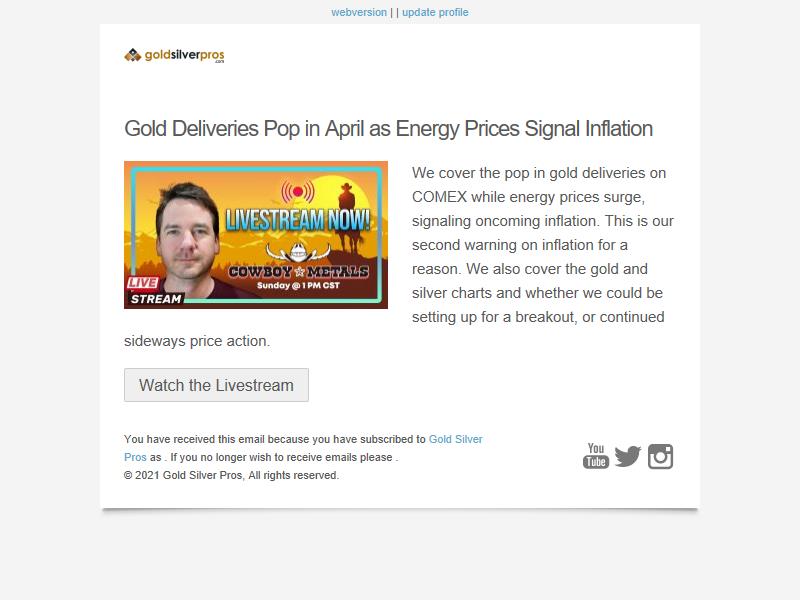 webversion | | update profile
goldsilverpros
.com
Gold Deliveries Pop in April as Energy Prices Signal Inflation
LIVESTREAM NOW!
COWBOY METALS
Sunday @ 1 PM CST
LIVE
STREAM
We cover the pop in gold deliveries on
COMEX while energy prices surge,
signaling oncoming inflation. This is our
second warning on inflation for a
reason. We also cover the gold and
silver charts and whether we could be
setting up for a breakout, or continued
sideways price action.
Watch the Livestream
You have received this email because you have subscribed to Gold Silver
Pros as . If you no longer wish to receive emails please .
© 2021 Gold Silver Pros, All rights reserved.
You
Tube